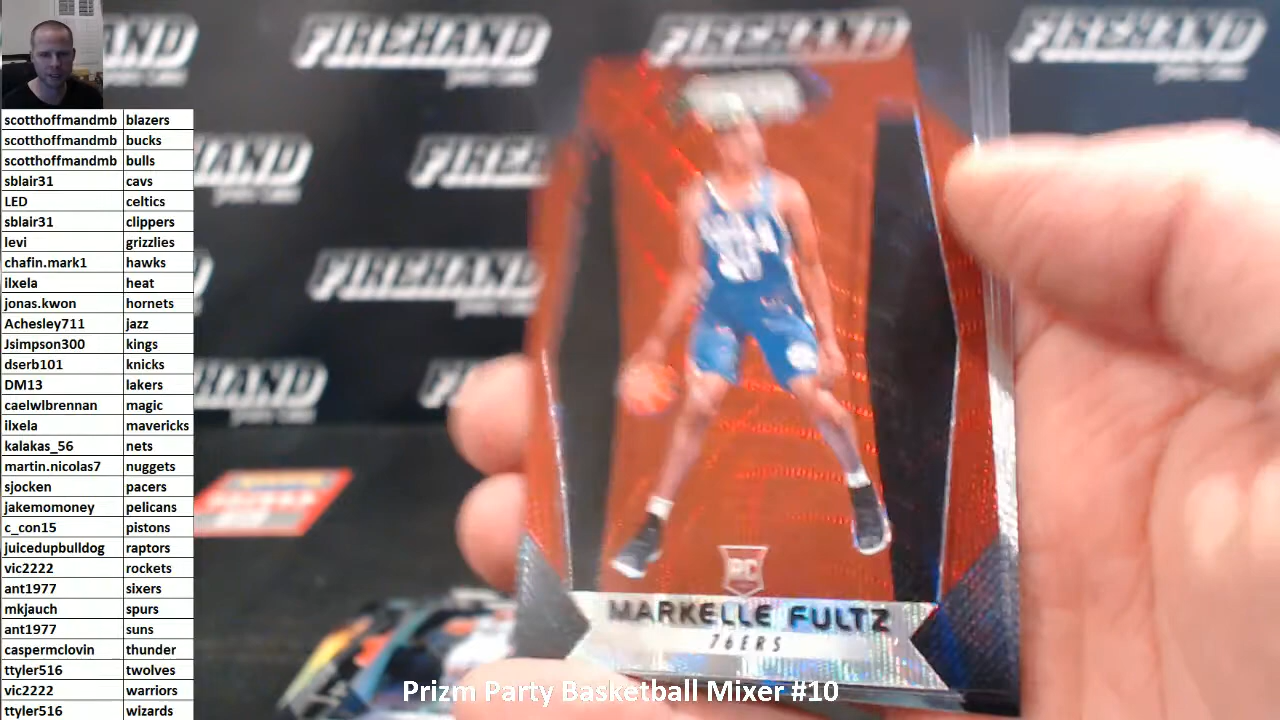 FIREHAND
FIREHAND
FIREHAND
FIREHAND
scotthoffmandmb blazers
scotthoffmandmb bucks
scotthoffmandmb bulls
sblair31 cavs
LED celtics
sblair31 clippers
levi grizzlies
chafin.mark1 hawks
ilxela heat
jonas.kwon hornets
Achesley711 jazz
Jsimpson300 kings
dserb101 knicks
DM13 lakers
caelwlbrennan magic
ilxela mavericks
kalakas_56 nets
martin.nicolas7 nuggets
sjocken pacers
jakemomoney pelicans
c_con15 pistons
juicedupbulldog raptors
vic2222 rockets
ant1977 sixers
mkjauch spurs
ant1977 suns
caspermclovin thunder
ttyler516 twolves
vic2222 warriors
ttyler516 wizards
RC
MARKELLE FULTZ
76ERS
Prizm Party Basketball Mixer #10